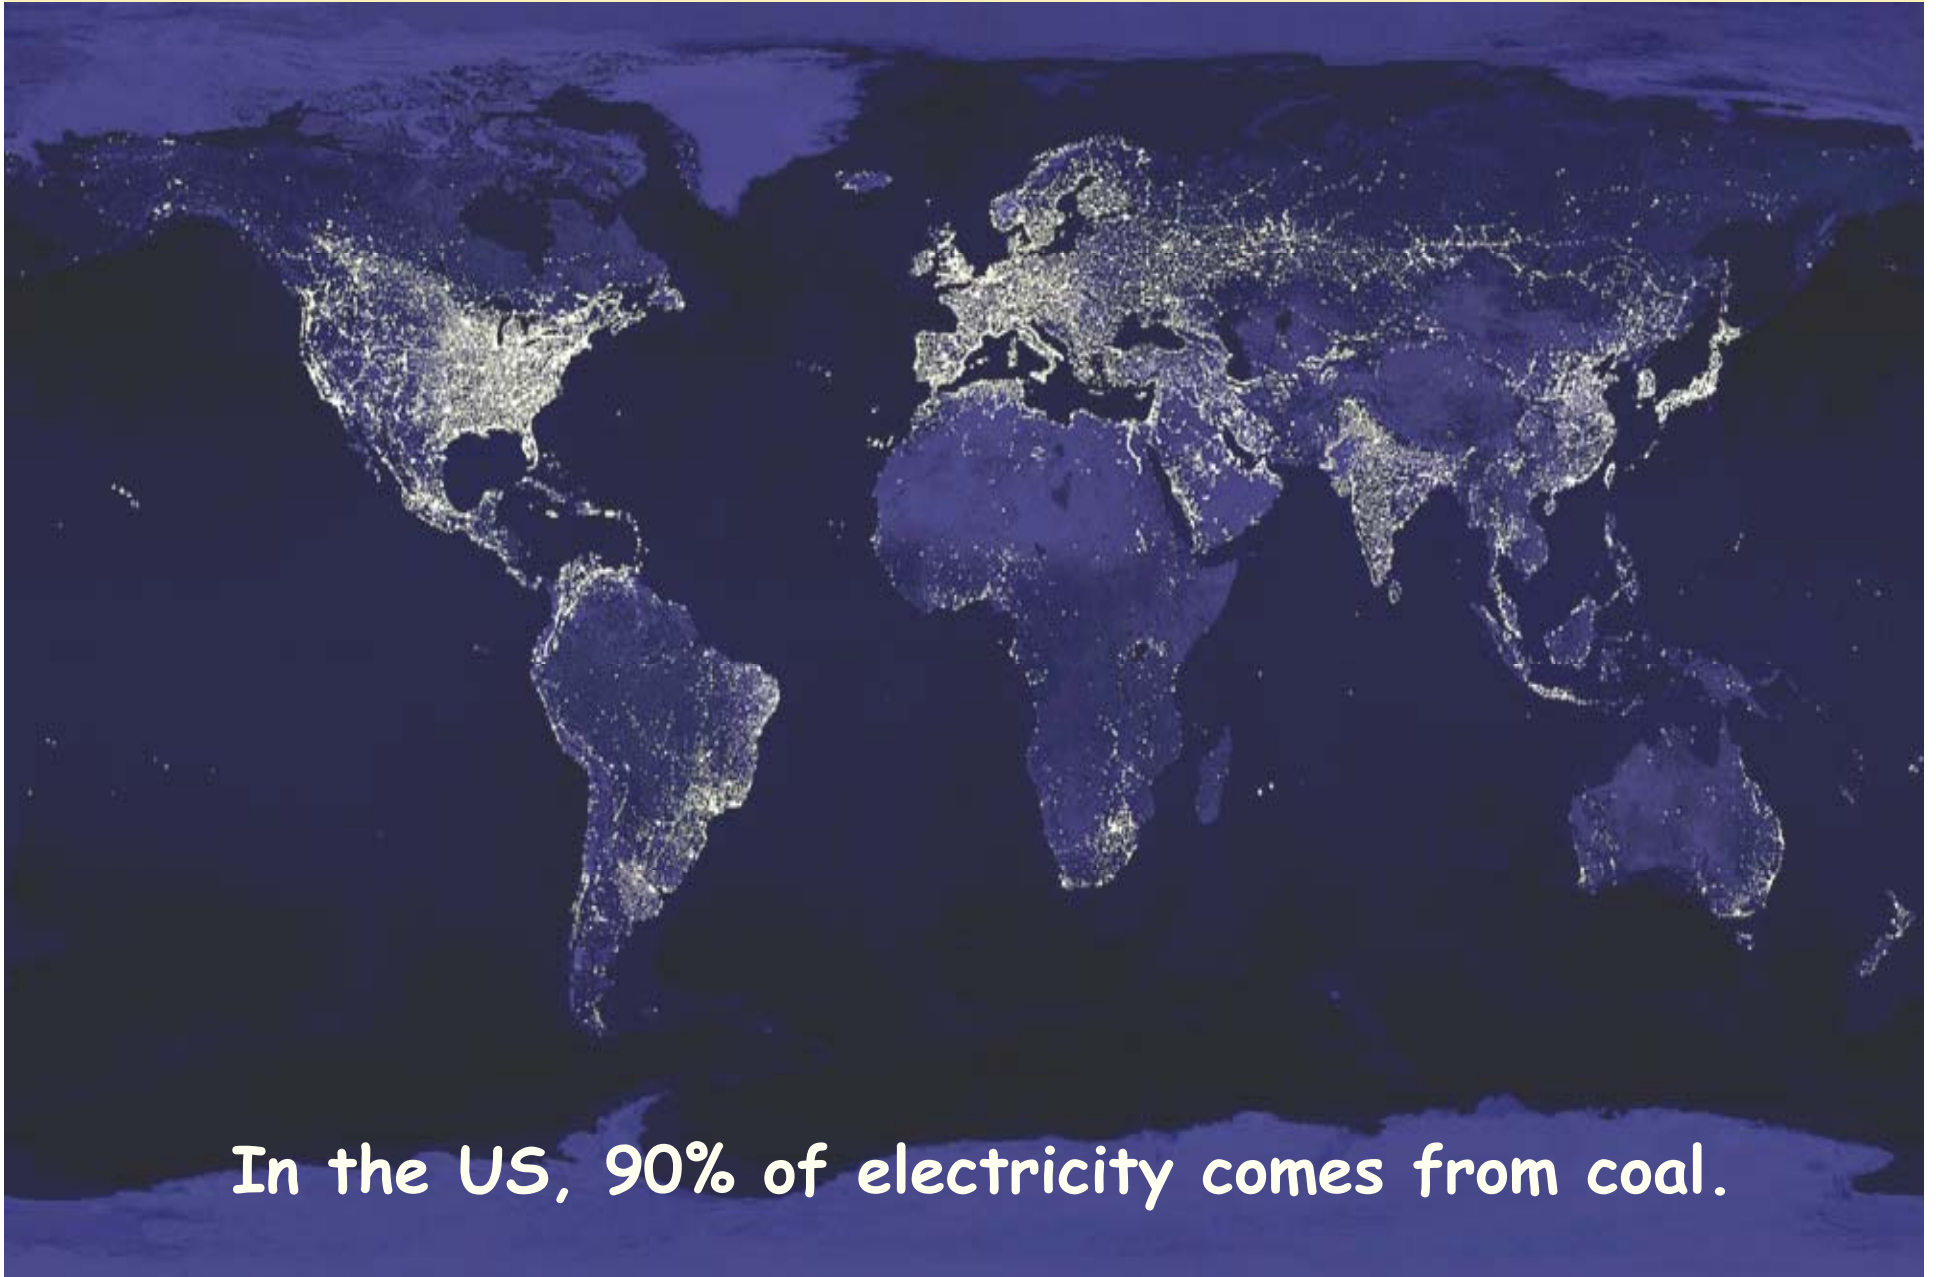 In the US, 90% of electricity comes from coal.